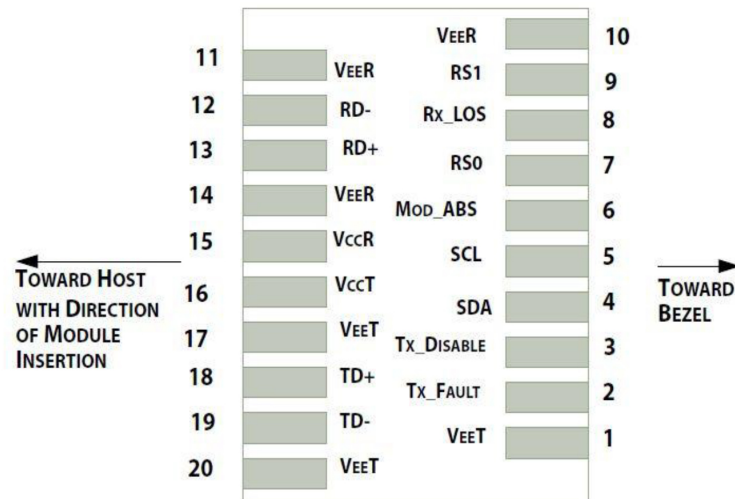 VEER
10
11
VEER
RS1
9
12
RD-
RX_LOS
8
13
RD+
RS0
7
14
VEER
MOD_ABS
6
15
VCCR
SCL
5
TOWARD HOST
WITH DIRECTION
OF MODULE
INSERTION
16
VCCT
SDA
4
TOWARD
BEZEL
17
VEET
TX_DISABLE
3
18
TD+
TX_FAULT
2
19
TD-
VEET
1
20
VEET